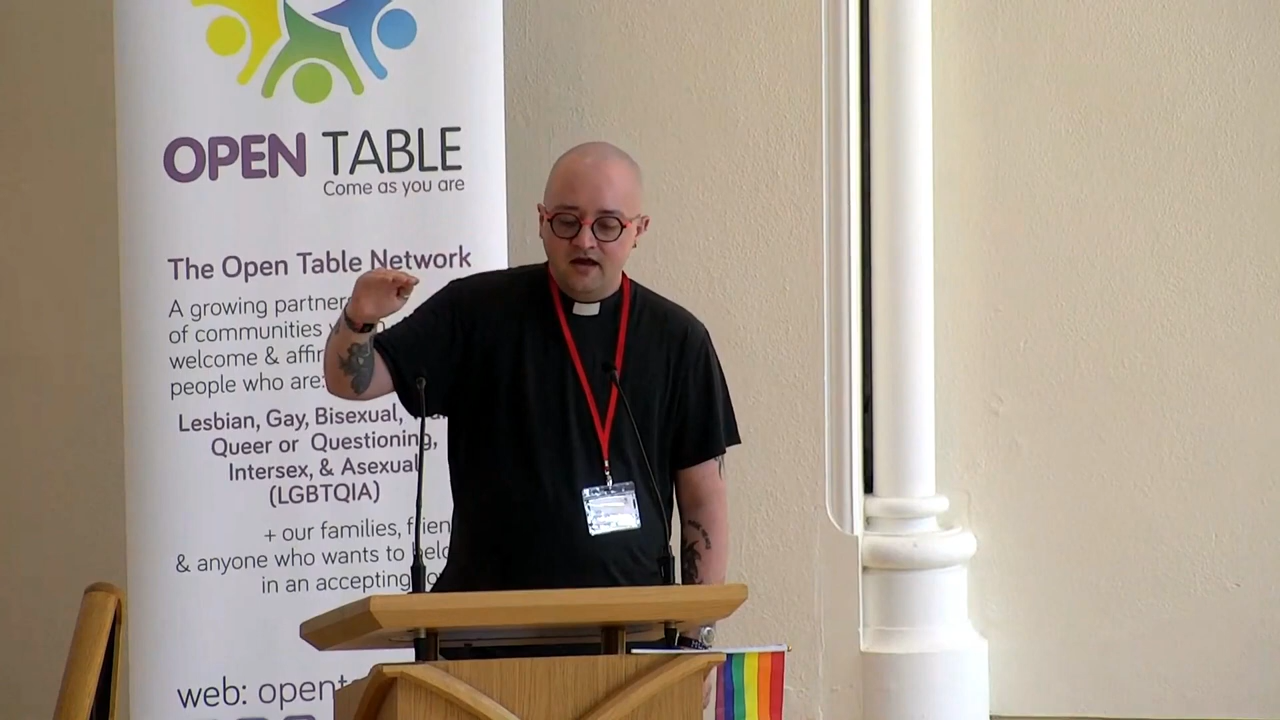 OPEN TABLE
Come as you are
The Open Table Network
A growing partner
of communities
welcome & affir
people who are:
Lesbian, Gay, Bisexual,
Queer or Questioning,
Intersex, & Asexual
(LGBTQIA)
+ our families, frien
& anyone who wants to belo
in an accepting
web: opent